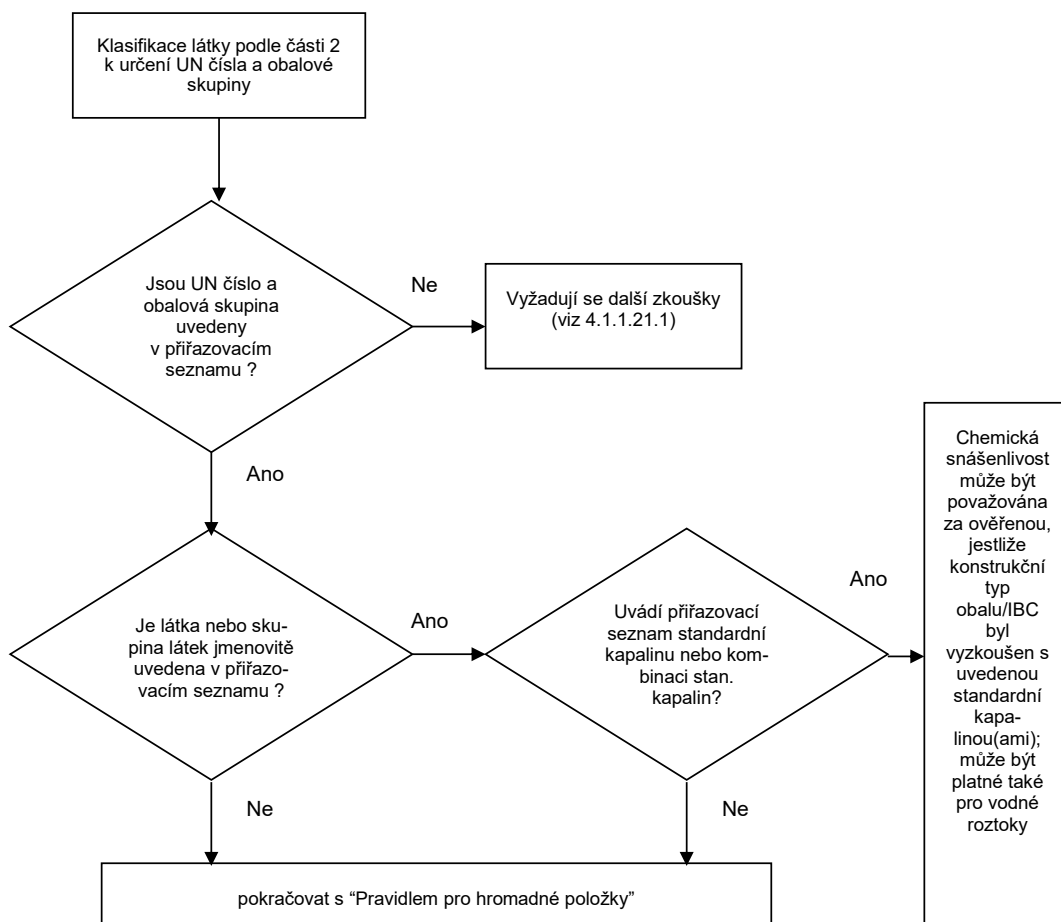 Klasifikace látky podle části 2
k určení UN čísla a obalové
skupiny
Jsou UN číslo a
obalová skupina
uvedeny
v přiřazovacím
seznamu ?
Ne
Vyžadují se další zkoušky
(viz 4.1.1.21.1)
Ano
Je látka nebo sku-
pina látek jmenovitě
uvedena v přiřazo-
vacím seznamu ?
Ano
Uvádí přiřazovací
seznam standardní
kapalinu nebo kom-
binaci stan.
kapalin?
Ano
Chemická
snášenlivost
může být
považována
za ověřenou,
jestliže
konstrukční
typ
obalu/IBC
byl
vyzkoušen s
uvedenou
standardní
kapa-
linou(ami);
může být
platné také
pro vodné
roztoky
Ne
Ne
pokračovat s “Pravidlem pro hromadné položky”